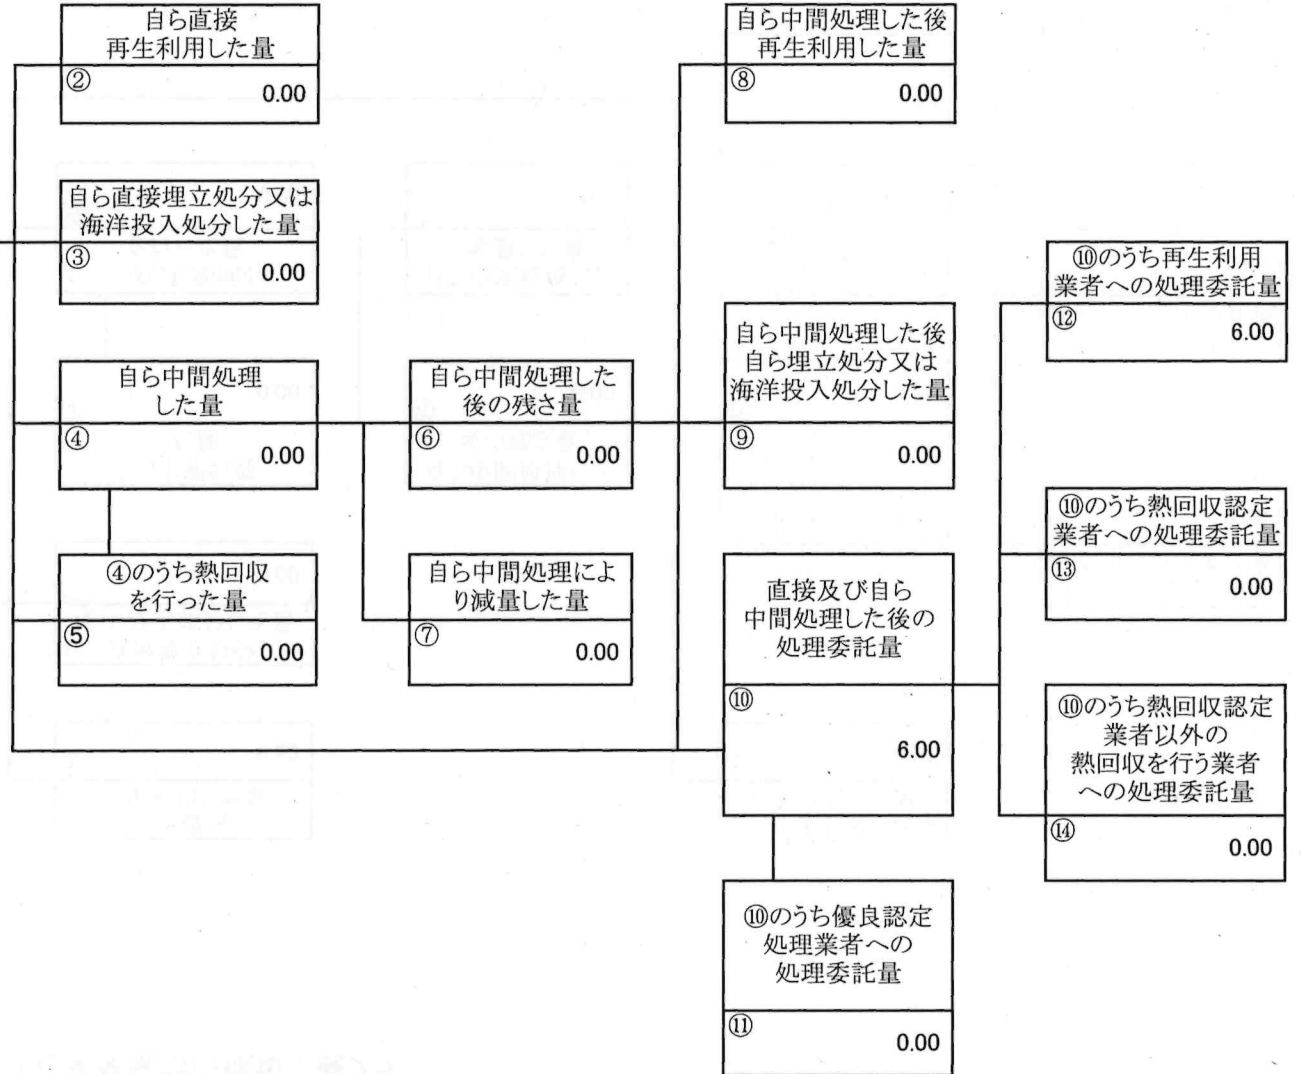 自ら直接
再生利用した量
② 0.00
自ら直接埋立処分又は
海洋投入処分した量
③ 0.00
自ら中間処理
した量
④ 0.00
④のうち熱回収
を行った量
⑤ 0.00
自ら中間処理した
後の残さ量
⑥ 0.00
自ら中間処理によ
り減量した量
⑦ 0.00
自ら中間処理した後
再生利用した量
⑧ 0.00
自ら中間処理した後
自ら埋立処分又は
海洋投入処分した量
⑨ 0.00
直接及び自ら
中間処理した後の
処理委託量
⑩
6.00
⑩のうち優良認定
処理業者への
処理委託量
⑪ 0.00
⑩のうち再生利用
業者への処理委託量
⑫ 6.00
⑩のうち熱回収認定
業者への処理委託量
⑬ 0.00
⑩のうち熱回収認定
業者以外の
熱回収を行う業者
への処理委託量
⑭ 0.00